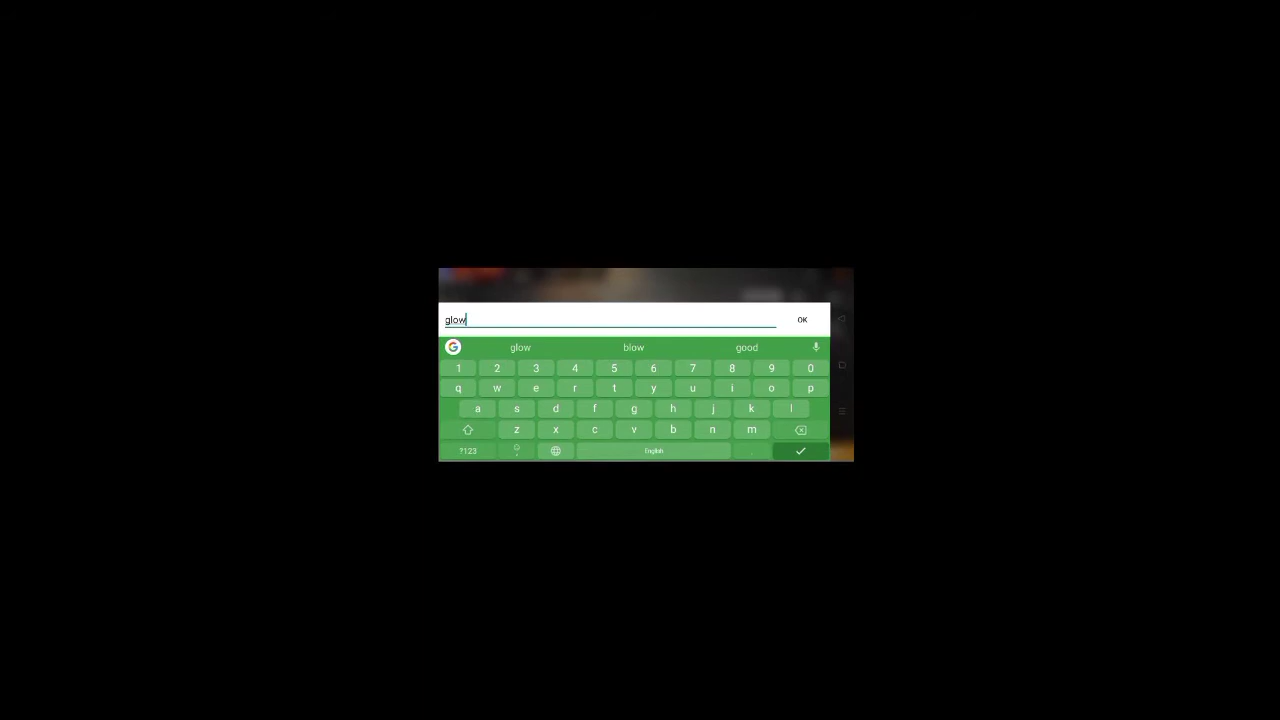 glow
OK
glow blow good
1 2 3 4 5 6 7 8 9 0
q w e r t y u i o p
a s d f g h j k l
z x c v b n m
?123 , English .